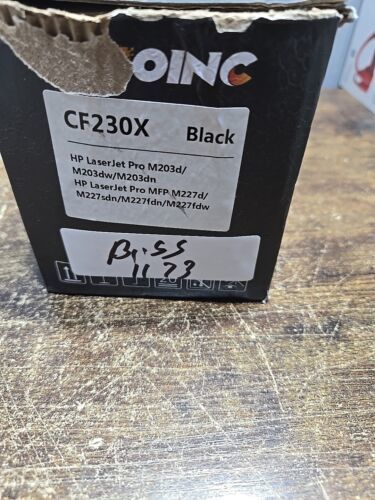 OINC
CF230X Black
HP LaserJet Pro M203d/
M203dw/M203dn
HP LaserJet Pro MFP M227d/
M227sdn/M227fdn/M227fdw